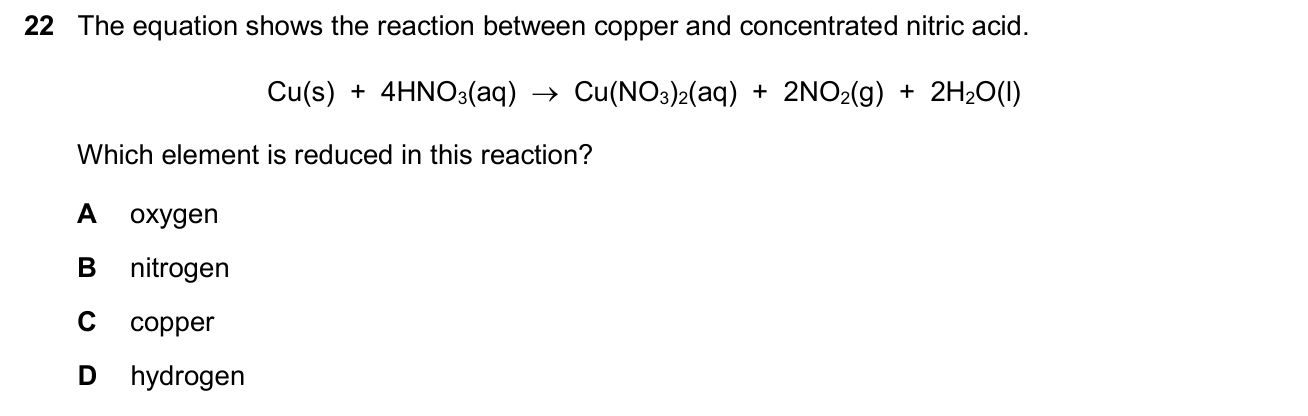 22 The equation shows the reaction between copper and concentrated nitric acid.
Cu(s) + 4HNO₃(aq) → Cu(NO₃)₂(aq) + 2NO₂(g) + 2H₂O(l)
Which element is reduced in this reaction?
A oxygen
B nitrogen
C copper
D hydrogen